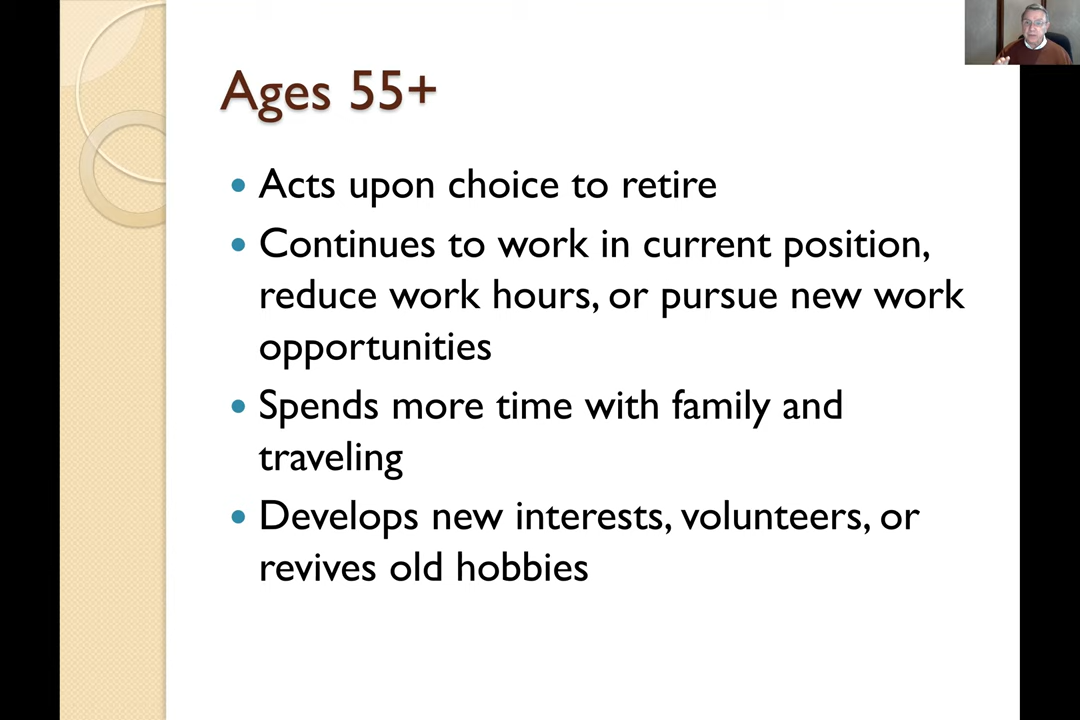 Ages 55+
Acts upon choice to retire
Continues to work in current position,
reduce work hours, or pursue new work
opportunities
Spends more time with family and
traveling
Develops new interests, volunteers, or
revives old hobbies